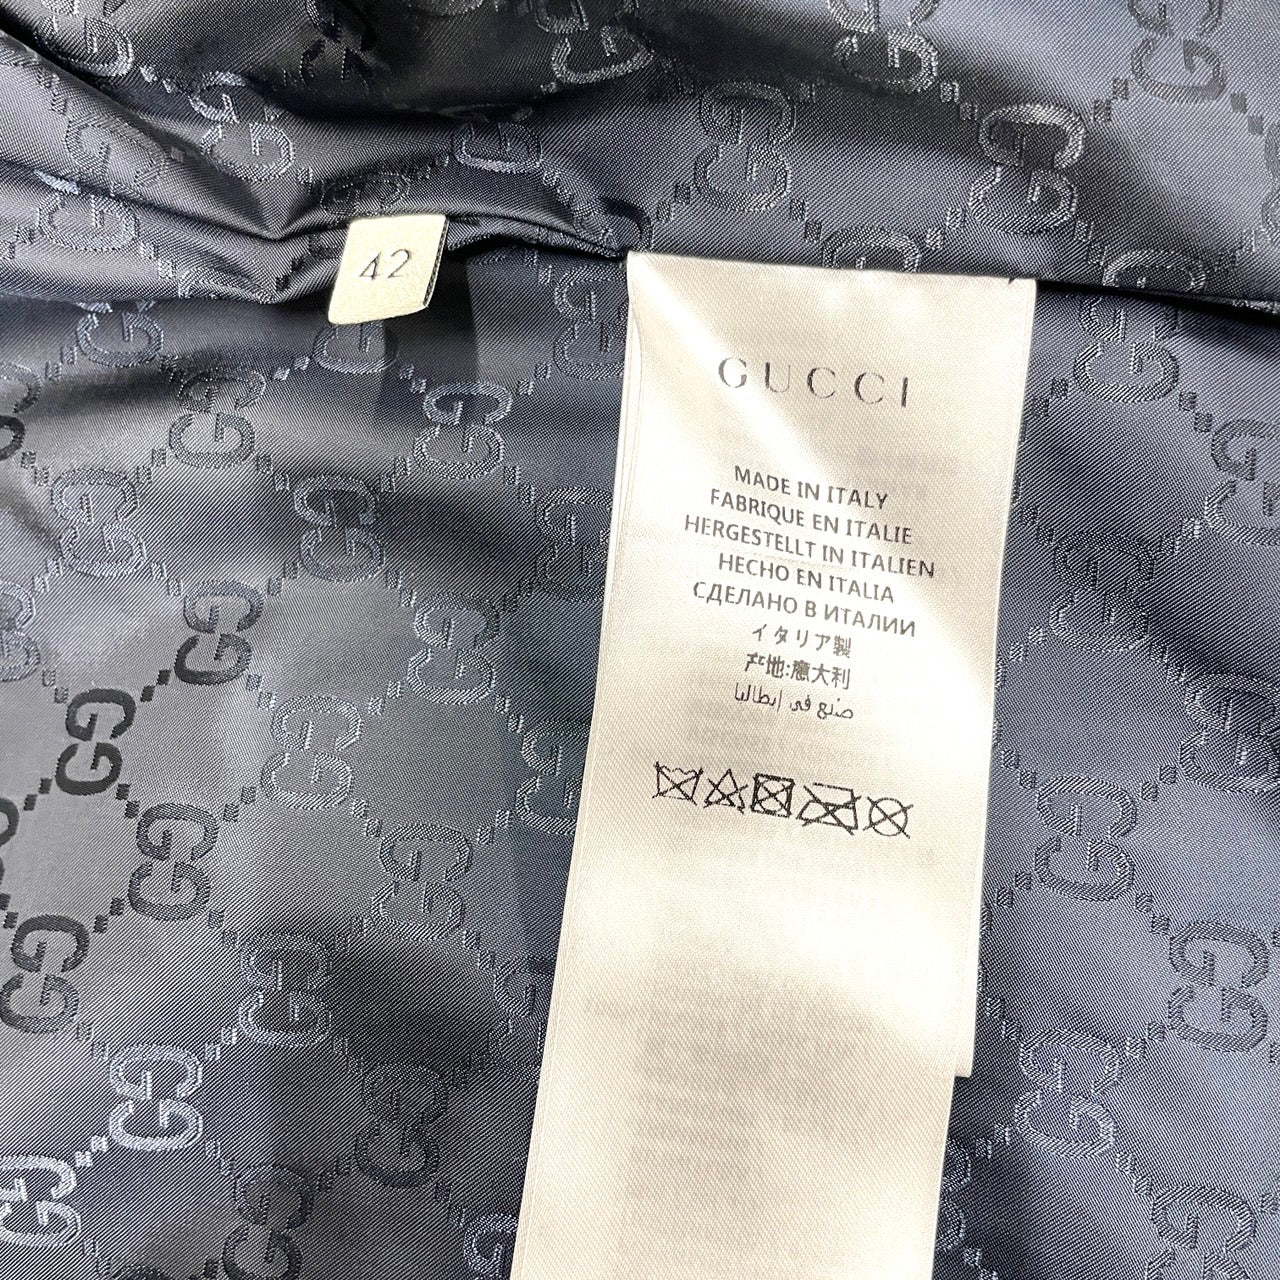 42
GUCCI
MADE IN ITALY
FABRIQUE EN ITALIE
HERGESTELLT IN ITALIEN
HECHO EN ITALIA
СДЕЛАНО В ИТАЛИИ
イタリア製
产地:意大利
صنع في إيطاليا